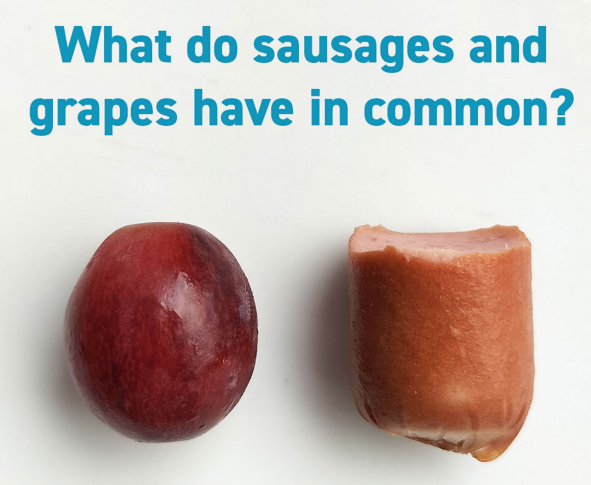 What do sausages and
grapes have in common?